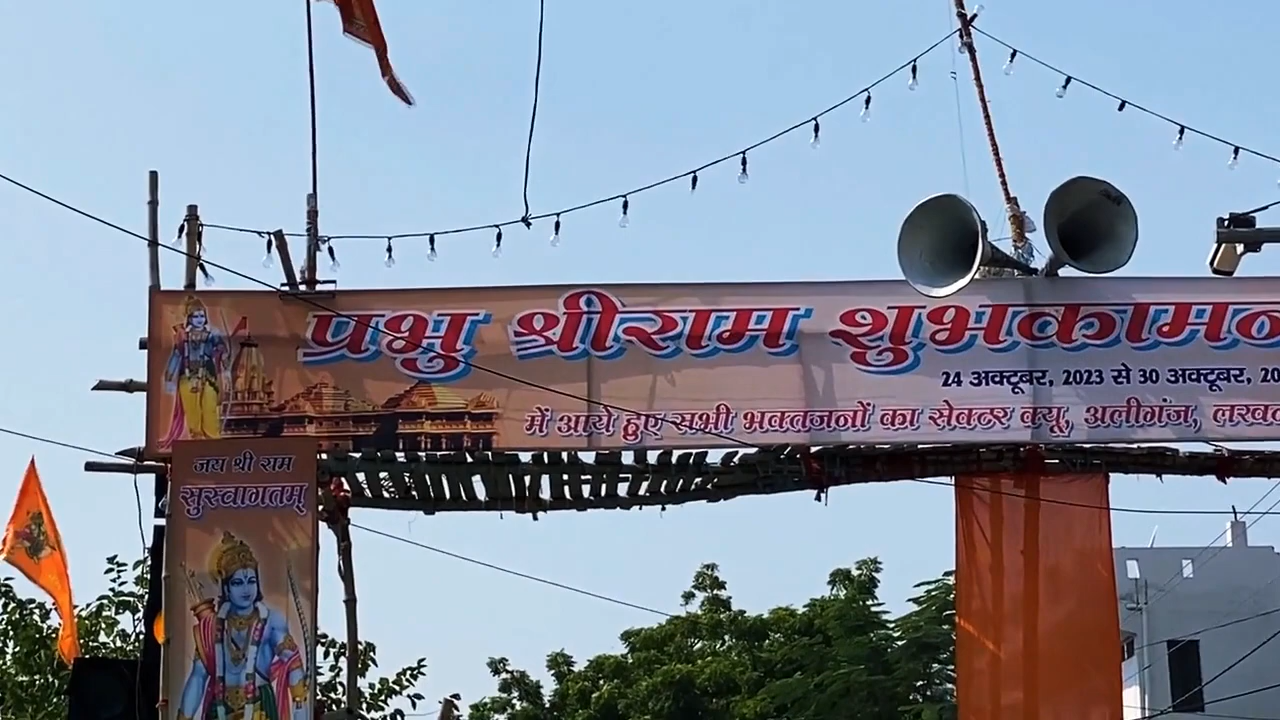 प्रभु श्रीराम शुभकामन
24 अक्टूबर, 2023 से 30 अक्टूबर, 20
में आये हुए सभी भक्तजनों का सेक्टर क्यू, अलीगंज, लख
जय श्री राम
सुस्वागतम्